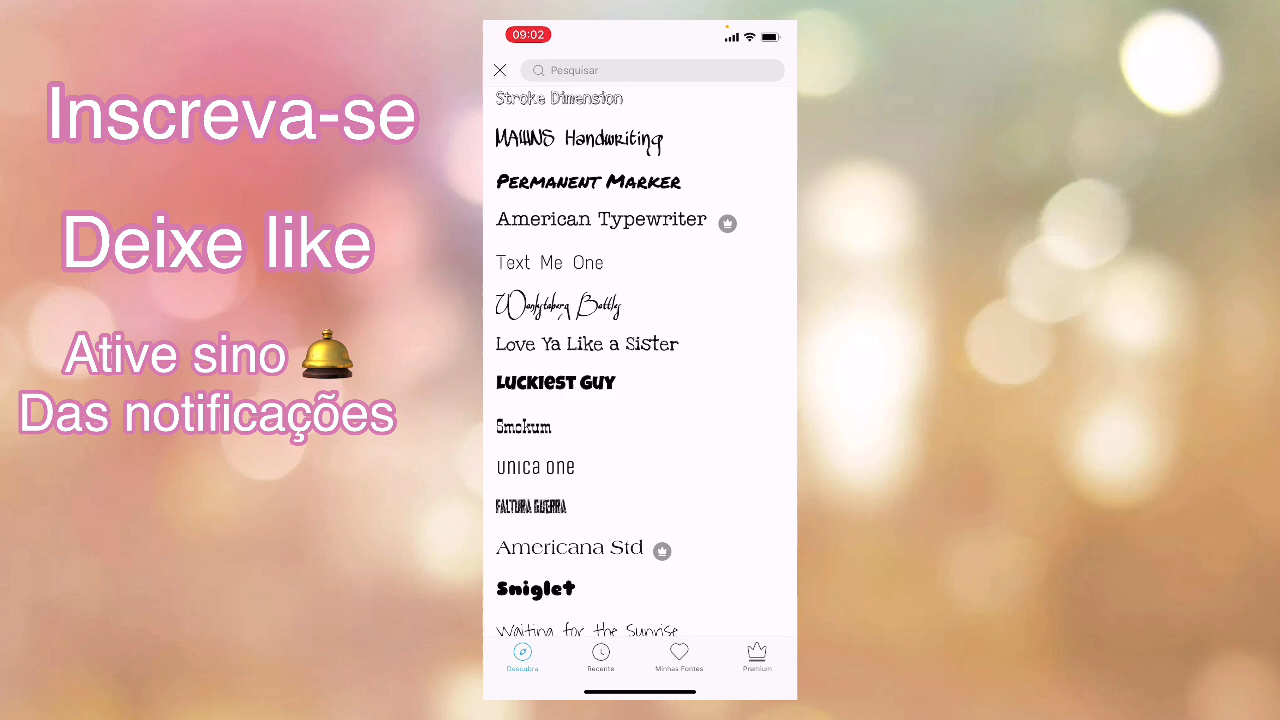 Inscreva-se
Deixe like
Ative sino
Das notificações
09:02
Pesquisar
Stroke Dimension
MAWNS Handwriting
PERMANENT MARKER
American Typewriter
Text Me One
Love Ya Like a Sister
LUCKIEST GUY
Smokum
unica one
FALTURA GUERRA
Americana Std
Sniglet
Waiting for the Sunrise
Descubra
Recente
Minhas Fontes
Premium